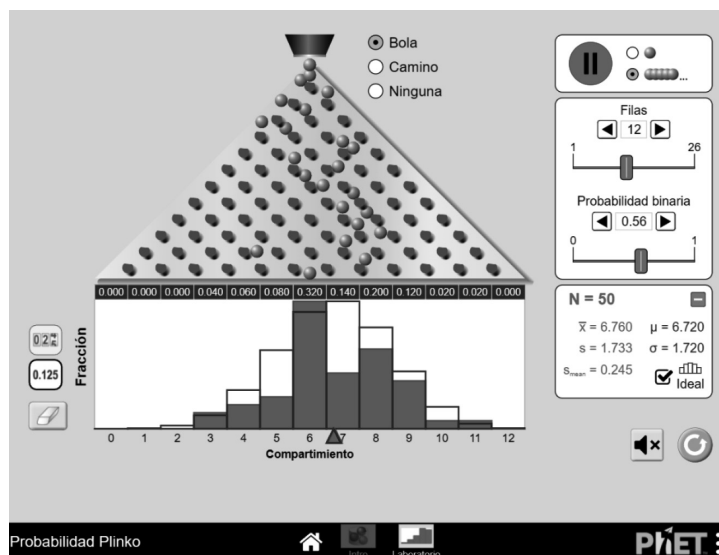 Bola
Camino
Ninguna
Filas
12
1 26
Probabilidad binaria
0.56
0 1
0.000 0.000 0.000 0.040 0.060 0.080 0.320 0.140 0.200 0.120 0.020 0.020 0.000
Fracción
0.125
0 1 2 3 4 5 6 7 8 9 10 11 12
Compartimiento
N = 50
x̅ = 6.760 μ = 6.720
s = 1.733 σ = 1.720
s_mean = 0.245 Ideal
Probabilidad Plinko
Intro
Laboratorio
PhET